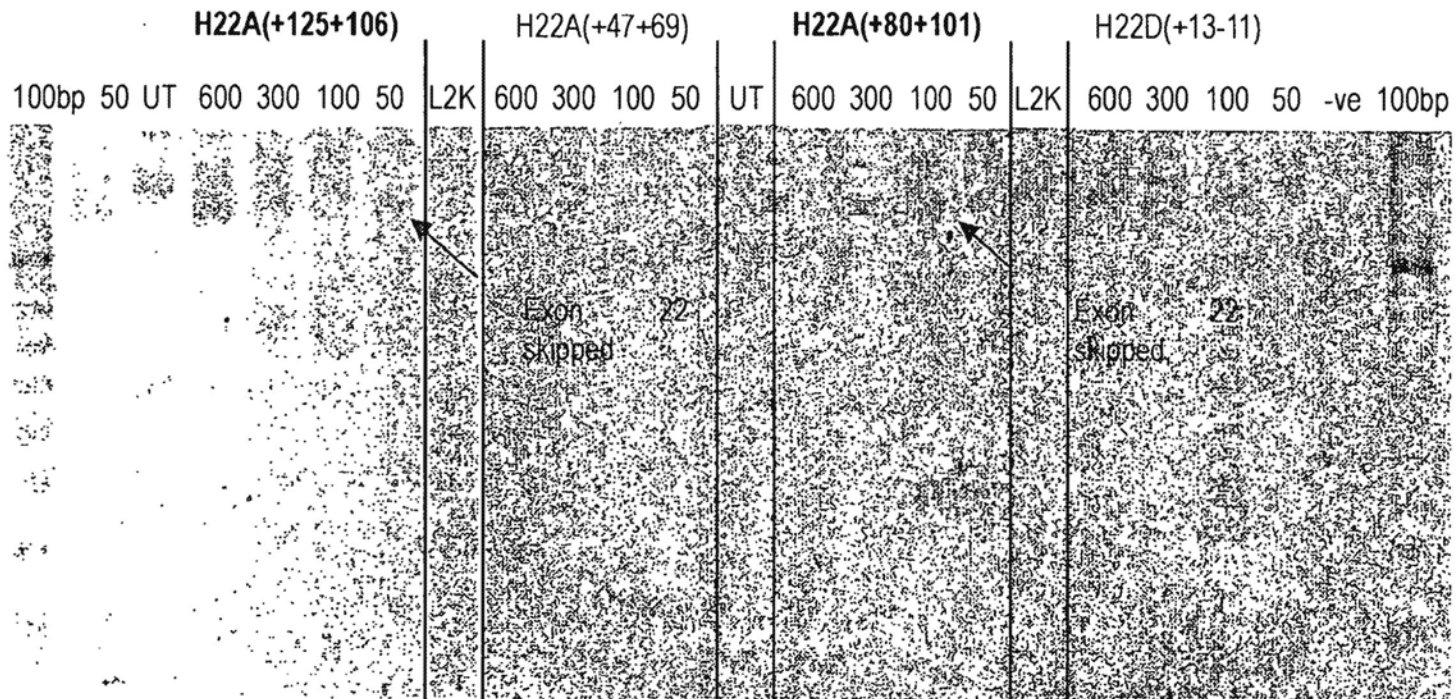 H22A(+125+106) H22A(+47+69) H22A(+80+101) H22D(+13-11)
100bp 50 UT 600 300 100 50 L2K 600 300 100 50 UT 600 300 100 50 L2K 600 300 100 50 -ve 100bp
Exon 22 Exon 22
skipped skipped